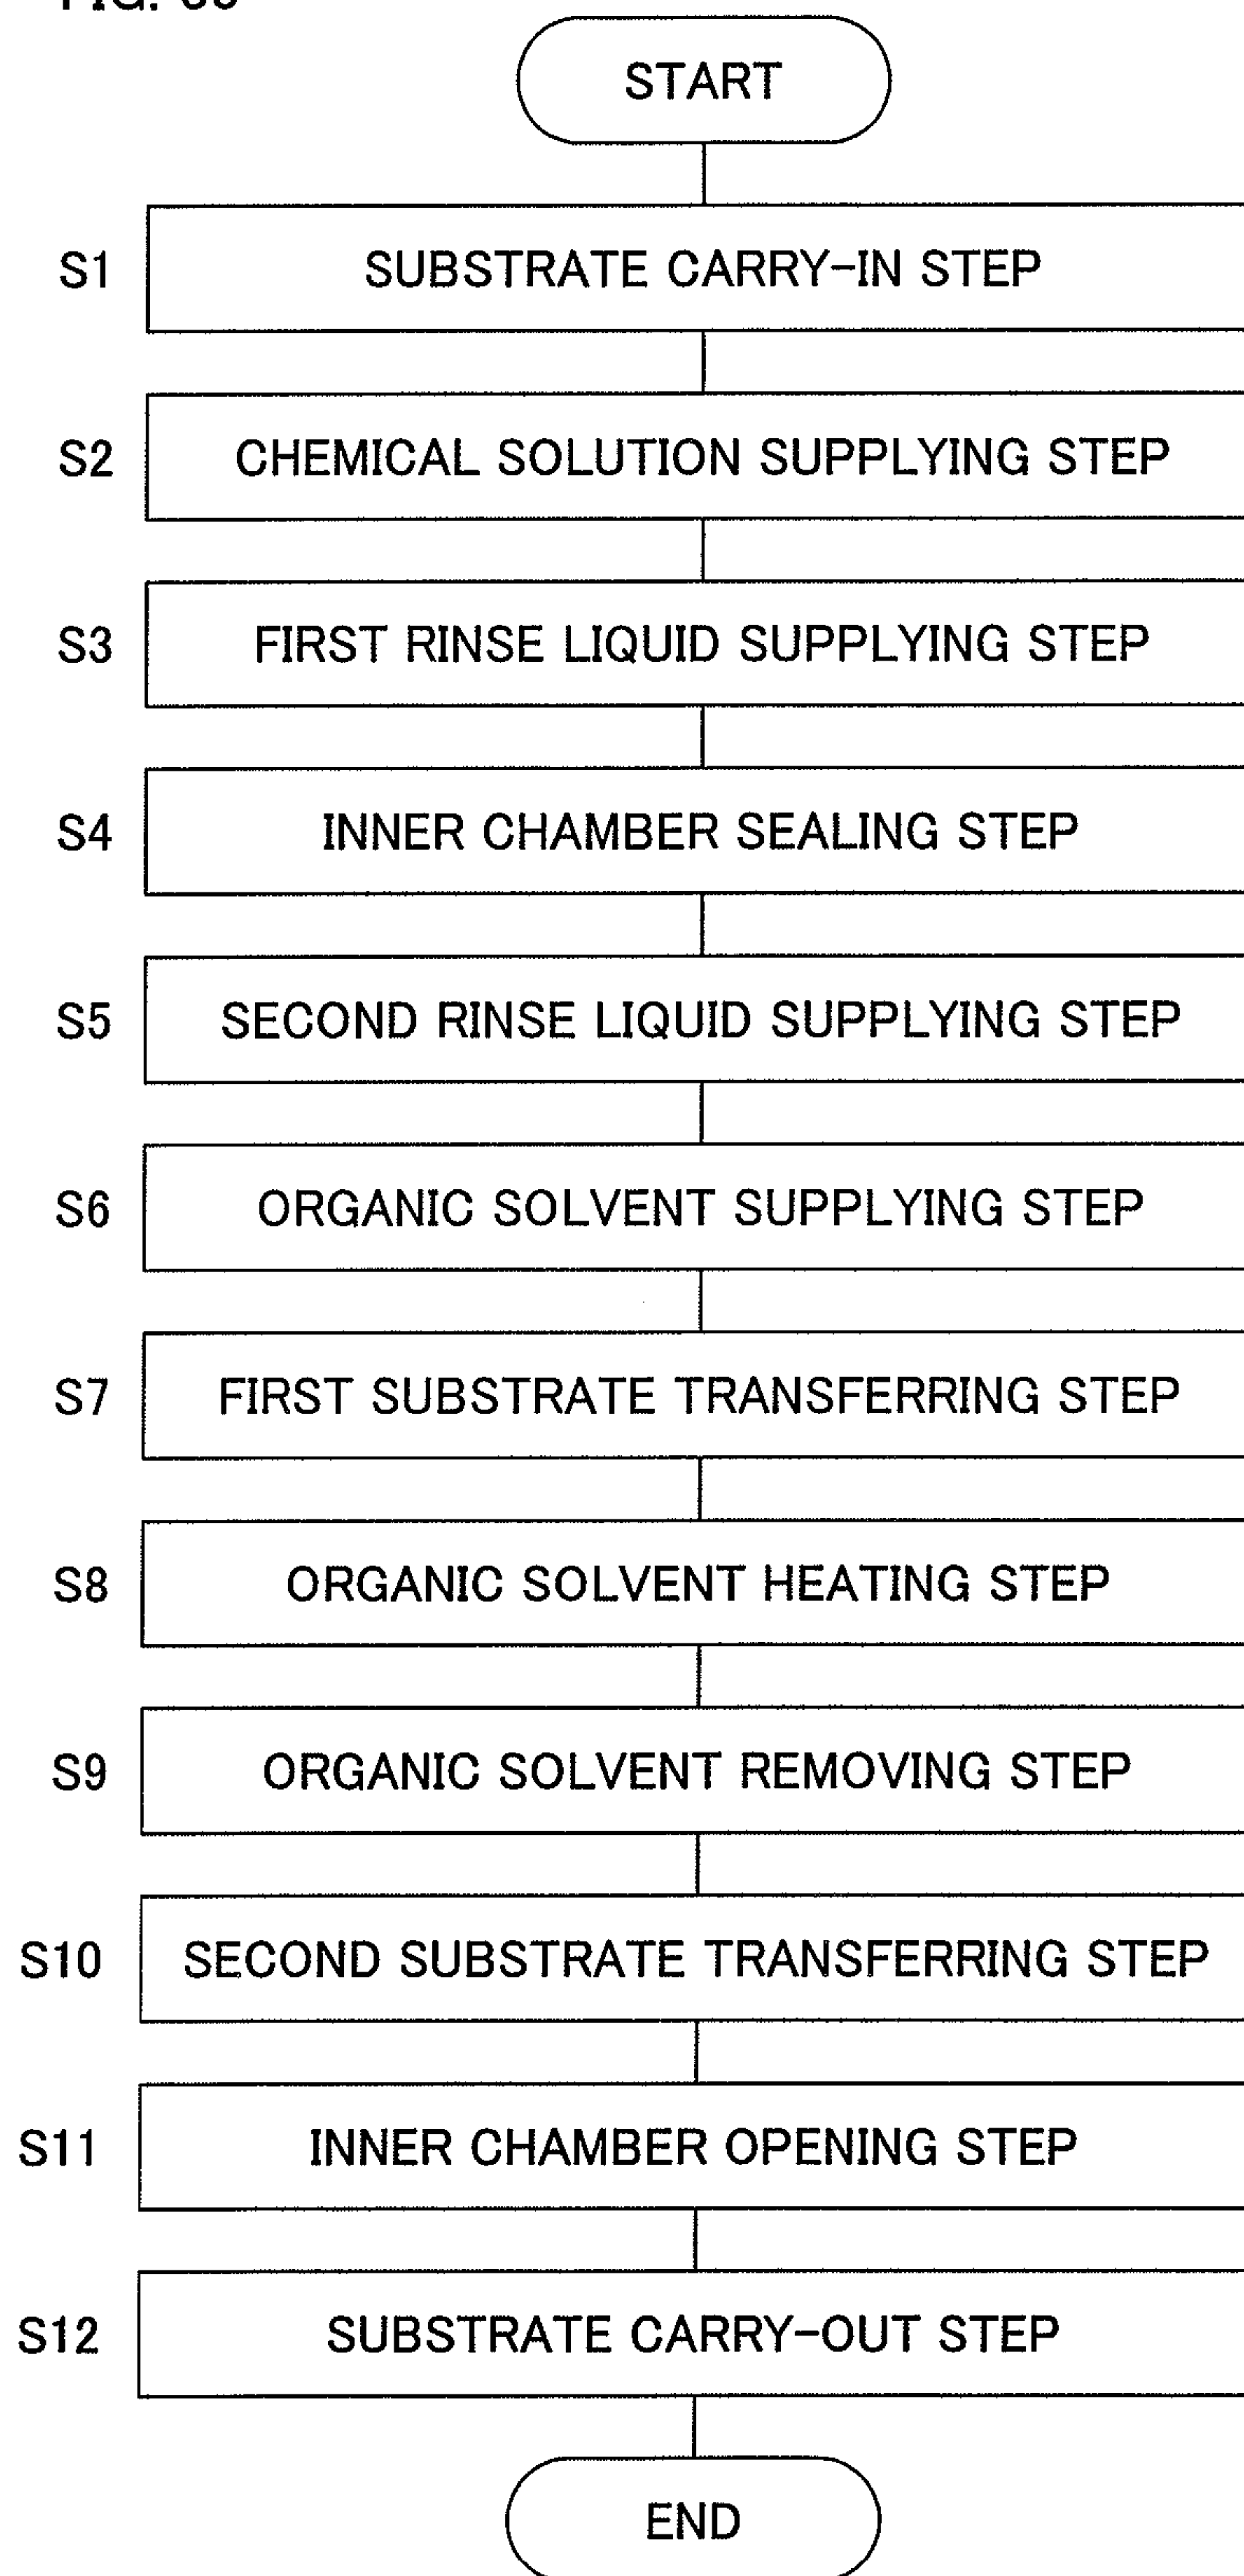 START
S1 SUBSTRATE CARRY-IN STEP
S2 CHEMICAL SOLUTION SUPPLYING STEP
S3 FIRST RINSE LIQUID SUPPLYING STEP
S4 INNER CHAMBER SEALING STEP
S5 SECOND RINSE LIQUID SUPPLYING STEP
S6 ORGANIC SOLVENT SUPPLYING STEP
S7 FIRST SUBSTRATE TRANSFERRING STEP
S8 ORGANIC SOLVENT HEATING STEP
S9 ORGANIC SOLVENT REMOVING STEP
S10 SECOND SUBSTRATE TRANSFERRING STEP
S11 INNER CHAMBER OPENING STEP
S12 SUBSTRATE CARRY-OUT STEP
END